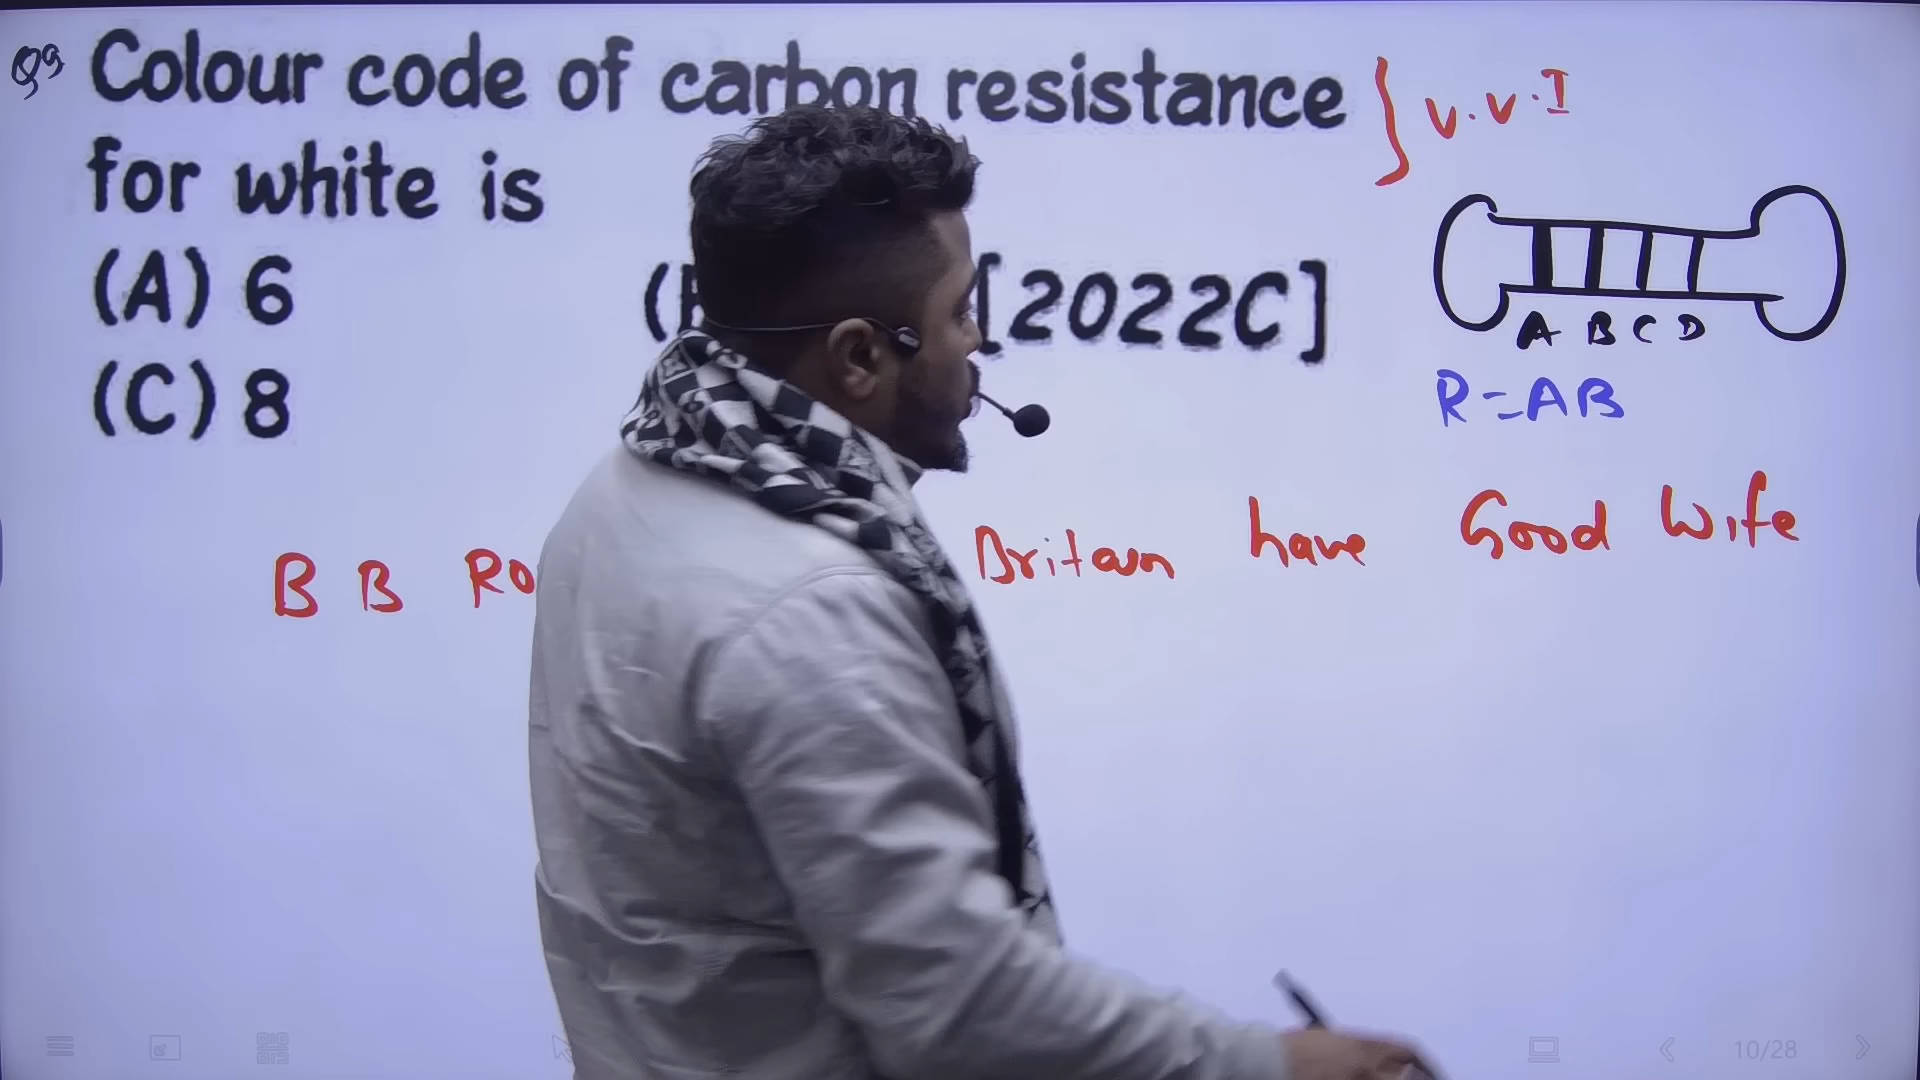 Q9 Colour code of carbon resistance } V.V.I
for white is
(A) 6 [2022C]
(C) 8
A B C D
R = AB
B B Britain have Good Wife
10/28